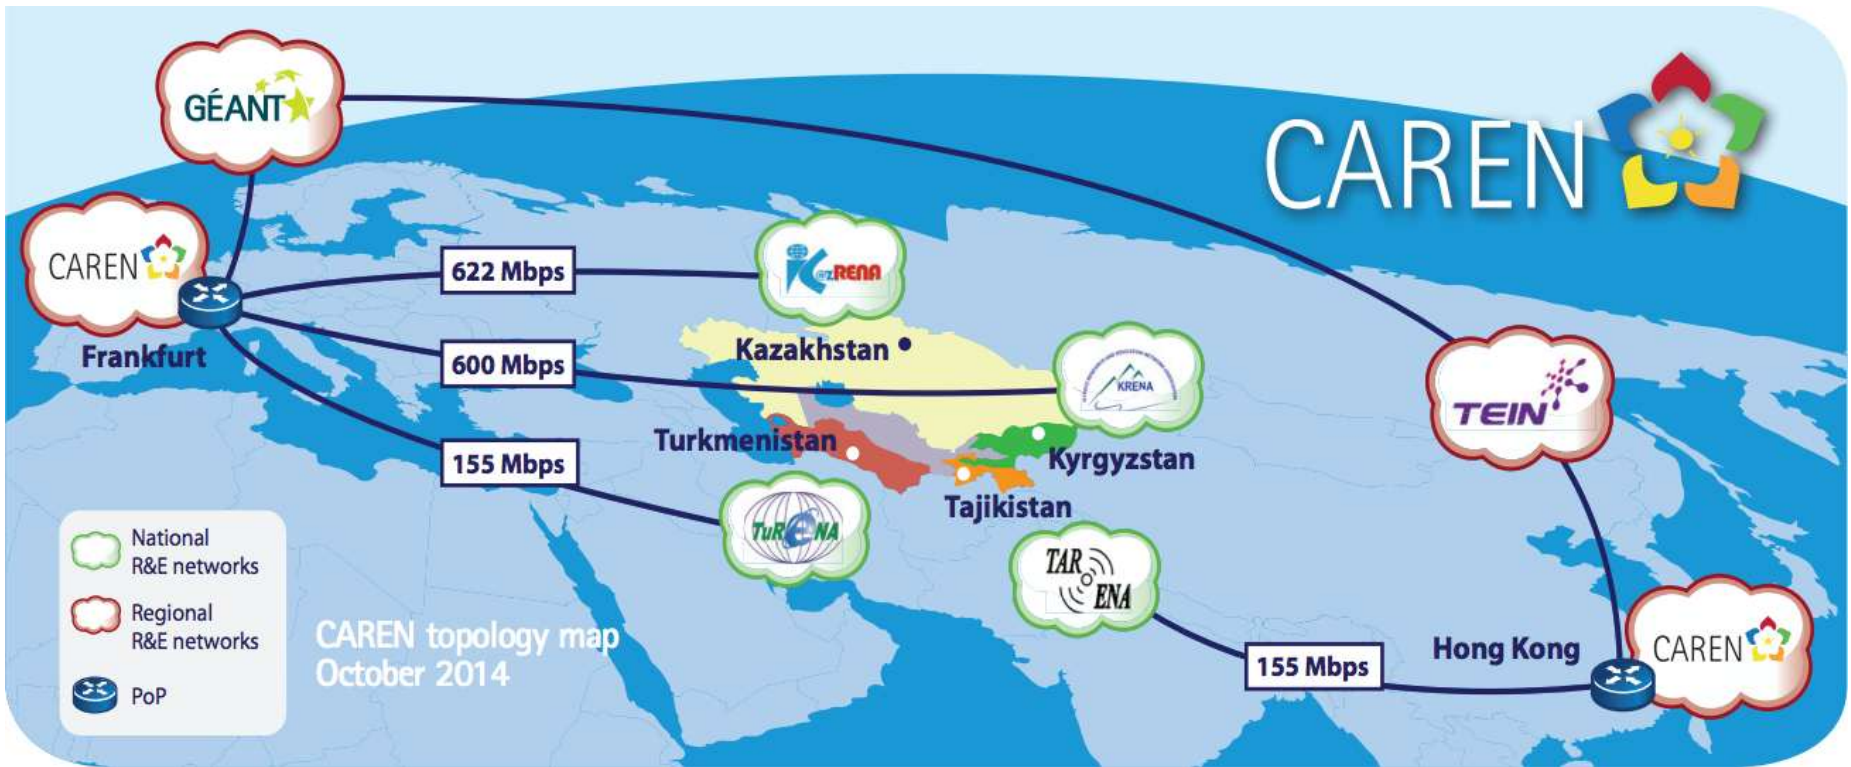 GÉANT
CAREN
CAREN
622 Mbps
K@zRENA
Frankfurt
600 Mbps
Kazakhstan
KRENA
TEIN
155 Mbps
Turkmenistan
Kyrgyzstan
Tajikistan
TuRENA
National
R&E networks
Regional
R&E networks
PoP
CAREN topology map
October 2014
TAR
ENA
155 Mbps
Hong Kong
CAREN